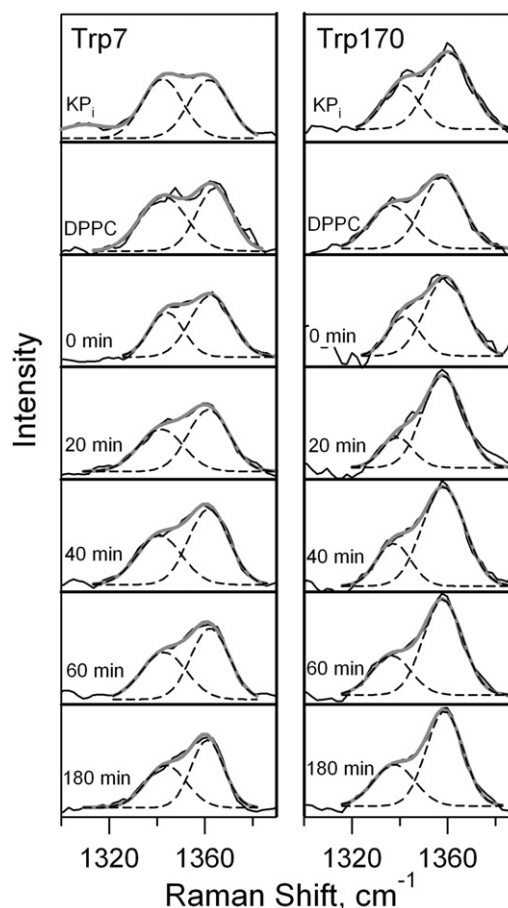 Trp7
Trp170
KPi
KPi
DPPC
DPPC
0 min
0 min
20 min
20 min
40 min
40 min
60 min
60 min
180 min
180 min
Intensity
1320 1360
1320 1360
Raman Shift, cm-1